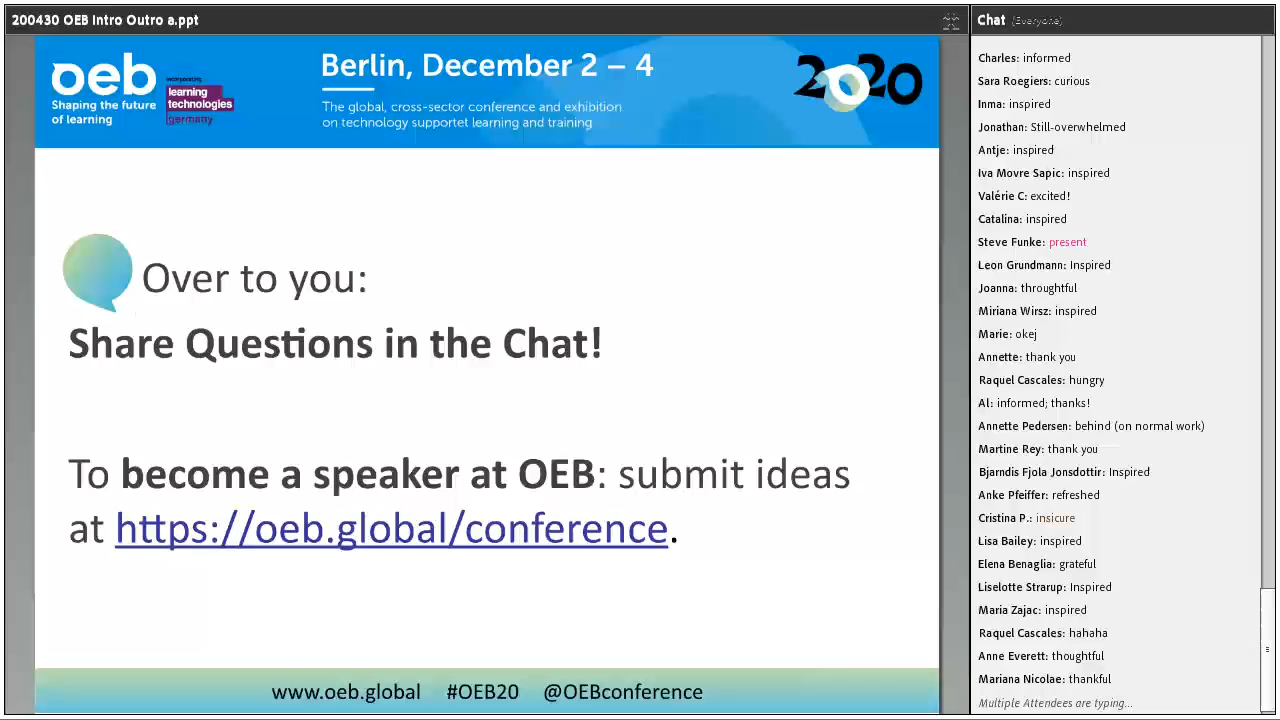 200430 OEB Intro Outro a.ppt
oeb
Shaping the future
of learning
incorporating
learning
technologies
germany
Berlin, December 2 – 4
The global, cross-sector conference and exhibition
on technology supportet learning and training
2020
Over to you:
Share Questions in the Chat!
To become a speaker at OEB: submit ideas
at https://oeb.global/conference.
www.oeb.global #OEB20 @OEBconference
Chat (Everyone)
Charles: informed
Sara Roegiers: curious
Inma: inspired
Jonathan: Still-overwhelmed
Antje: inspired
Iva Movre Sapic: inspired
Valérie C: excited!
Catalina: inspired
Steve Funke: present
Leon Grundmann: Inspired
Joanna: throughtful
Miriana Wirsz: inspired
Marie: okej
Annette: thank you
Raquel Cascales: hungry
Al: informed; thanks!
Annette Pedersen: behind (on normal work)
Martine Rey: thank you
Bjarndis Fjola Jonsdottir: Inspired
Anke Pfeiffer: refreshed
Cristina P.: insicure
Lisa Bailey: inspired
Elena Benaglia: grateful
Liselotte Strarup: Inspired
Maria Zajac: inspired
Raquel Cascales: hahaha
Anne Everett: thoughtful
Mariana Nicolae: thankful
Multiple Attendees are typing...